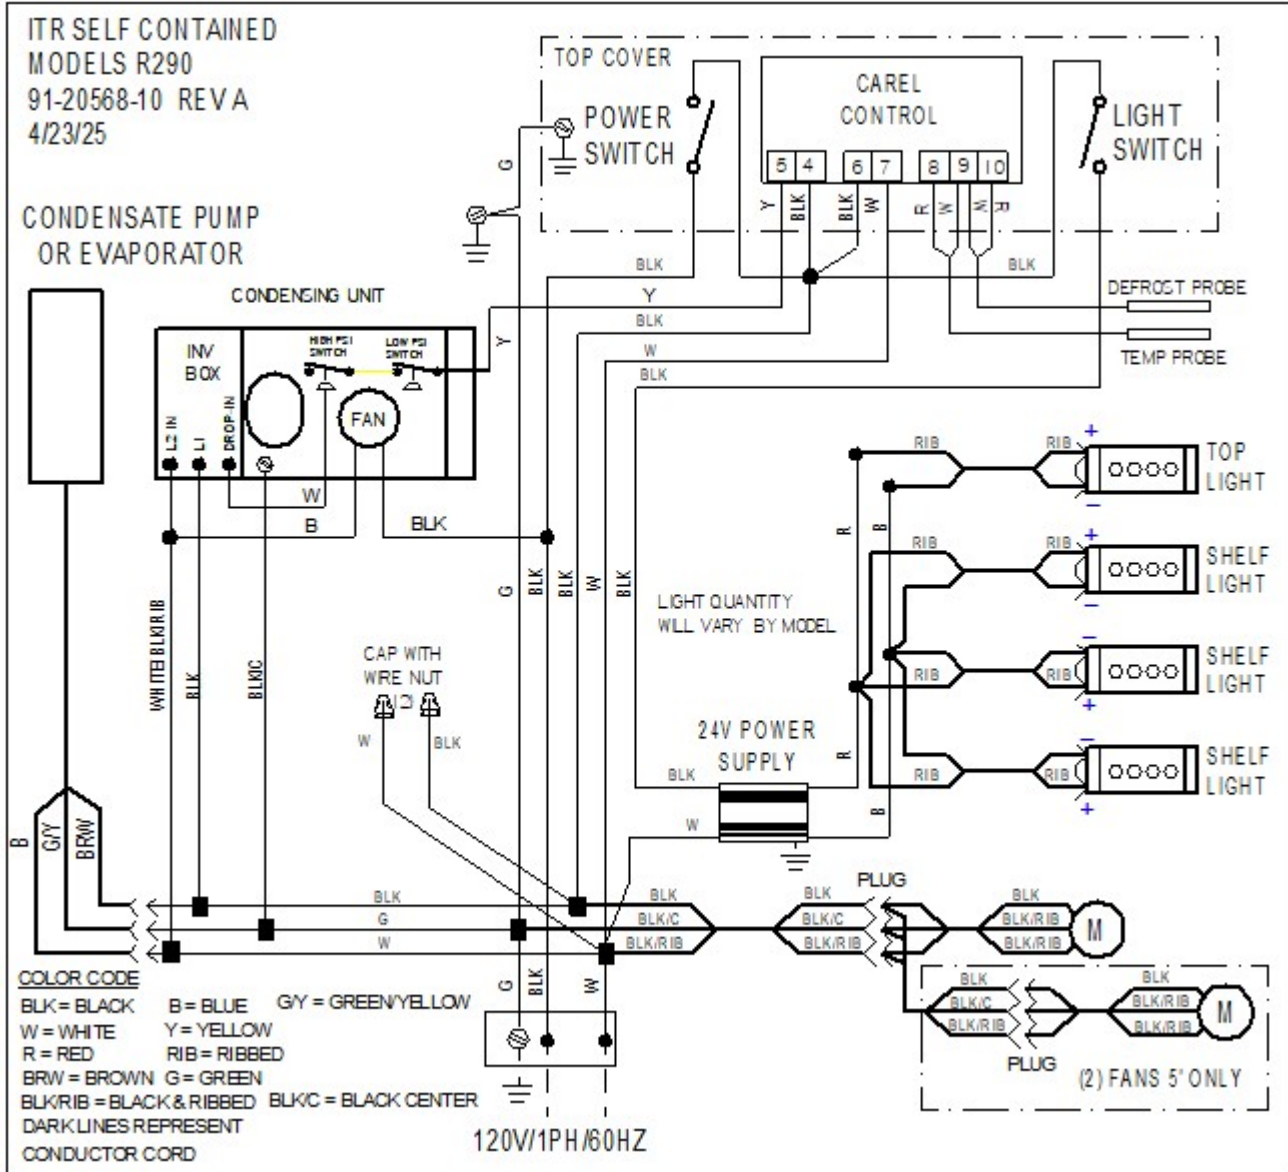 ITR SELF CONTAINED
MODELS R290
91-20568-10 REV A
4/23/25
TOP COVER
POWER
SWITCH
CAREL
CONTROL
LIGHT
SWITCH
5 4 6 7 8 9 10
Y BLK BLK W R W W R
G
CONDENSATE PUMP
OR EVAPORATOR
CONDENSING UNIT
BLK
BLK
Y
BLK
W
BLK
DEFROST PROBE
TEMP PROBE
INV
BOX
HIGH PSI
SWITCH
LOW PSI
SWITCH
Y
FAN
L2 IN
L1
DROP-IN
W
B
BLK
WHITE(BLK/RIB
BLK
BLK/C
G
BLK
BLK
W
BLK
RIB
RIB
+
-
TOP
LIGHT
R
B
RIB
RIB
+
-
SHELF
LIGHT
LIGHT QUANTITY
WILL VARY BY MODEL
RIB
RIB
-
+
SHELF
LIGHT
CAP WITH
WIRE NUT
(2)
W
BLK
24V POWER
SUPPLY
BLK
W
R
B
RIB
RIB
-
+
SHELF
LIGHT
B
G/Y
BRW
BLK
G
W
BLK
BLK/C
BLK/RIB
PLUG
BLK
BLK/C
BLK/RIB
BLK
BLK/RIB
BLK/RIB
M
G
BLK
W
BLK
BLK/C
BLK/RIB
PLUG
BLK
BLK/RIB
BLK/RIB
M
(2) FANS 5' ONLY
COLOR CODE
BLK = BLACK B = BLUE G/Y = GREEN/YELLOW
W = WHITE Y = YELLOW
R = RED RIB = RIBBED
BRW = BROWN G = GREEN
BLK/RIB = BLACK & RIBBED BLK/C = BLACK CENTER
DARK LINES REPRESENT
CONDUCTOR CORD
120V/1PH/60HZ